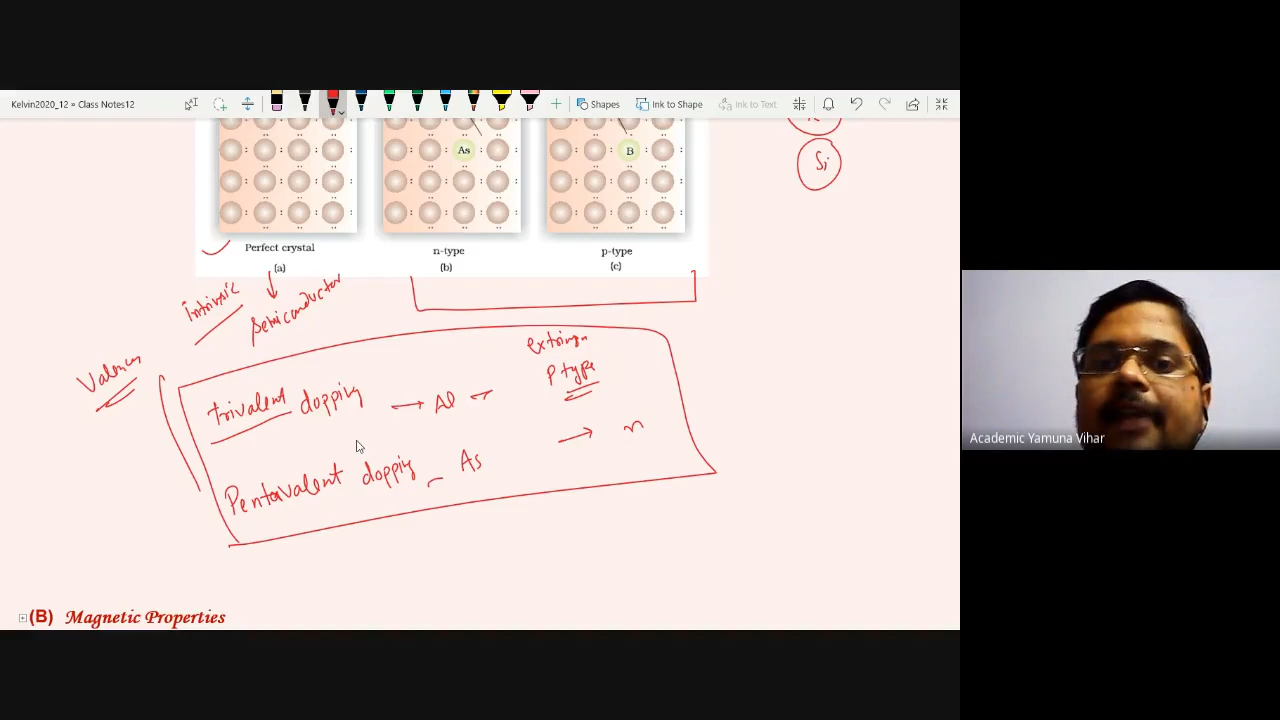 Kelvin2020_12 » Class Notes12
Shapes
Ink to Shape
Ink to Text
As
B
Si
Perfect crystal
n-type
p-type
(a)
(b)
(c)
Intrinsic
Semiconductor
Valency
extrinsic
p type
trivalent dopping → Al
→ n
Pentavalent dopping – As
Academic Yamuna Vihar
(B) Magnetic Properties